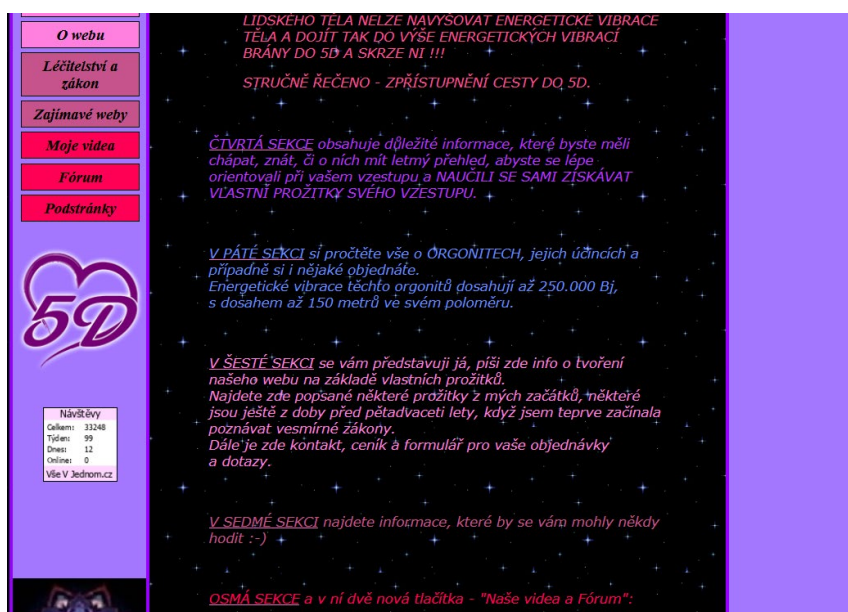 O webu
Léčitelství a
zákon
Zajímavé weby
Moje videa
Fórum
Podstránky
5D
Návštěvy
Celkem: 33248
Týden: 99
Dnes: 12
Online: 0
Vše V Jednom.cz
LIDSKÉHO TĚLA NELZE NAVYŠOVAT ENERGETICKÉ VIBRACE
TĚLA A DOJÍT TAK DO VÝŠE ENERGETICKÝCH VIBRACÍ
BRÁNY DO 5D A SKRZE NI !!!
STRUČNĚ ŘEČENO - ZPŘÍSTUPNĚNÍ CESTY DO 5D.
ČTVRTÁ SEKCE obsahuje důležité informace, které byste měli
chápat, znát, či o nich mít letmý přehled, abyste se lépe
orientovali při vašem vzestupu a NAUČILI SE SAMI ZÍSKÁVAT
VLASTNÍ PROŽITKY SVÉHO VZESTUPU.
V PÁTÉ SEKCI si pročtěte vše o ORGONITECH, jejich účincích a
případně si i nějaké objednáte.
Energetické vibrace těchto orgonitů dosahují až 250.000 Bj,
s dosahem až 150 metrů ve svém poloměru.
V ŠESTÉ SEKCI se vám představuji já, píši zde info o tvoření
našeho webu na základě vlastních prožitků.
Najdete zde popsané některé prožitky z mých začátků, některé
jsou ještě z doby před pětadvaceti lety, když jsem teprve začínala
poznávat vesmírné zákony.
Dále je zde kontakt, ceník a formulář pro vaše objednávky
a dotazy.
V SEDMÉ SEKCI najdete informace, které by se vám mohly někdy
hodit :-)
OSMÁ SEKCE a v ní dvě nová tlačítka - "Naše videa a Fórum":